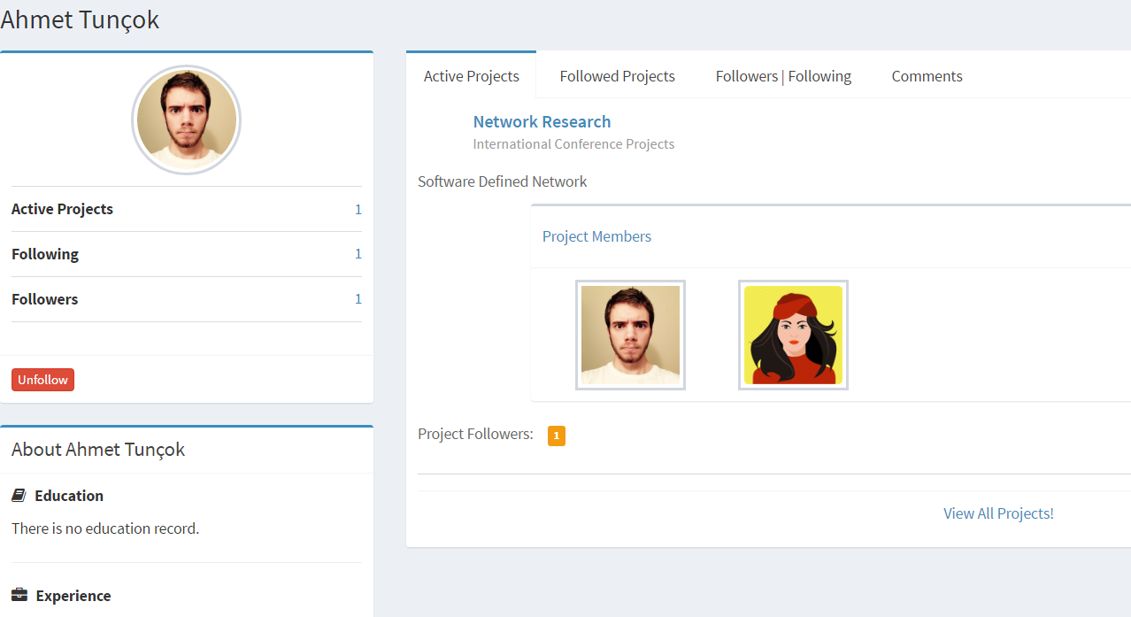 Ahmet Tunçok
Active Projects 1
Following 1
Followers 1
Unfollow
About Ahmet Tunçok
Education
There is no education record.
Experience
Active Projects Followed Projects Followers | Following Comments
Network Research
International Conference Projects
Software Defined Network
Project Members
Project Followers: 1
View All Projects!